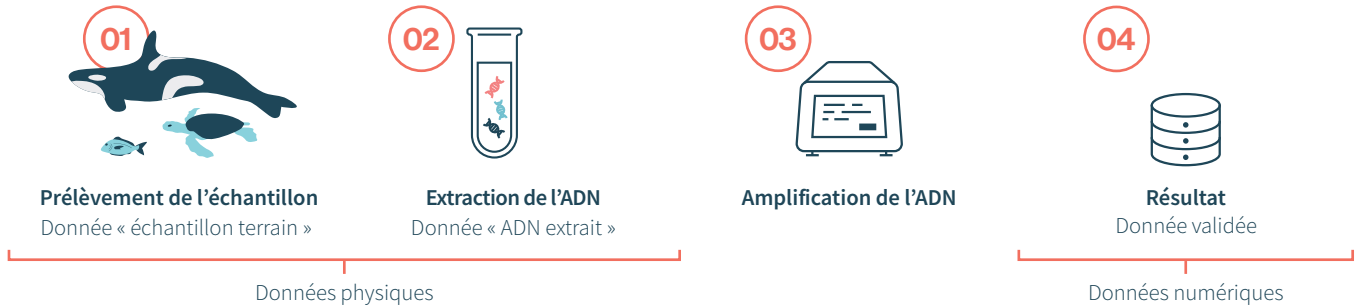 01
02
03
04
Prélèvement de l’échantillon
Donnée « échantillon terrain »
Extraction de l’ADN
Donnée « ADN extrait »
Amplification de l’ADN
Résultat
Donnée validée
Données physiques
Données numériques